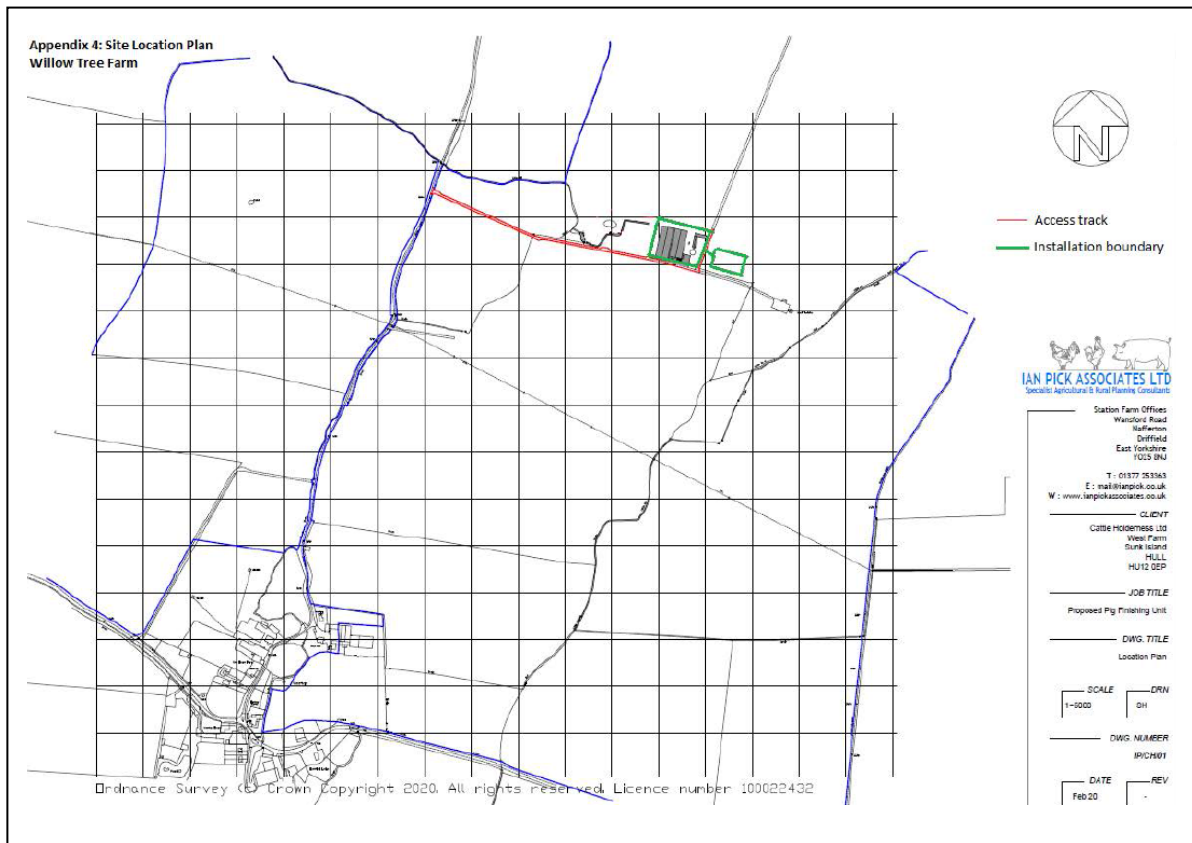 Appendix 4: Site Location Plan
Willow Tree Farm
N
Access track
Installation boundary
IAN PICK ASSOCIATES LTD
Specialist Agricultural & Rural Planning Consultants
Station Farm Offices
Wansford Road
Nafferton
Driffield
East Yorkshire
YO25 8NJ
T : 01377 253363
E : mail@ianpick.co.uk
W : www.ianpickassociates.co.uk
CLIENT
Cattle Holderness Ltd
West Farm
Sunk Island
HULL
HU12 0EP
JOB TITLE
Proposed Pig Finishing Unit
DWG. TITLE
Location Plan
SCALE
DRN
1-5000
GH
DWG. NUMBER
IP/CH/01
DATE
REV
Feb 20
-
Ordnance Survey (C) Crown Copyright 2020. All rights reserved. Licence number 100022432